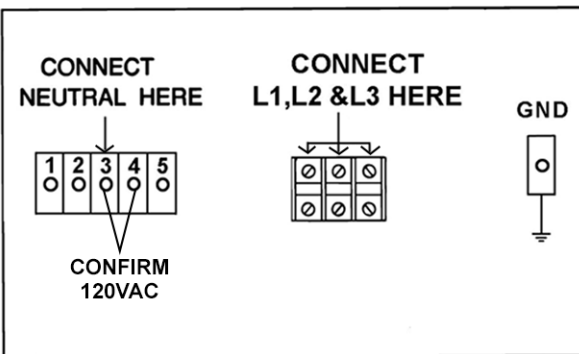 CONNECT
NEUTRAL HERE
CONNECT
L1,L2 &L3 HERE
GND
1 2 3 4 5
CONFIRM
120VAC